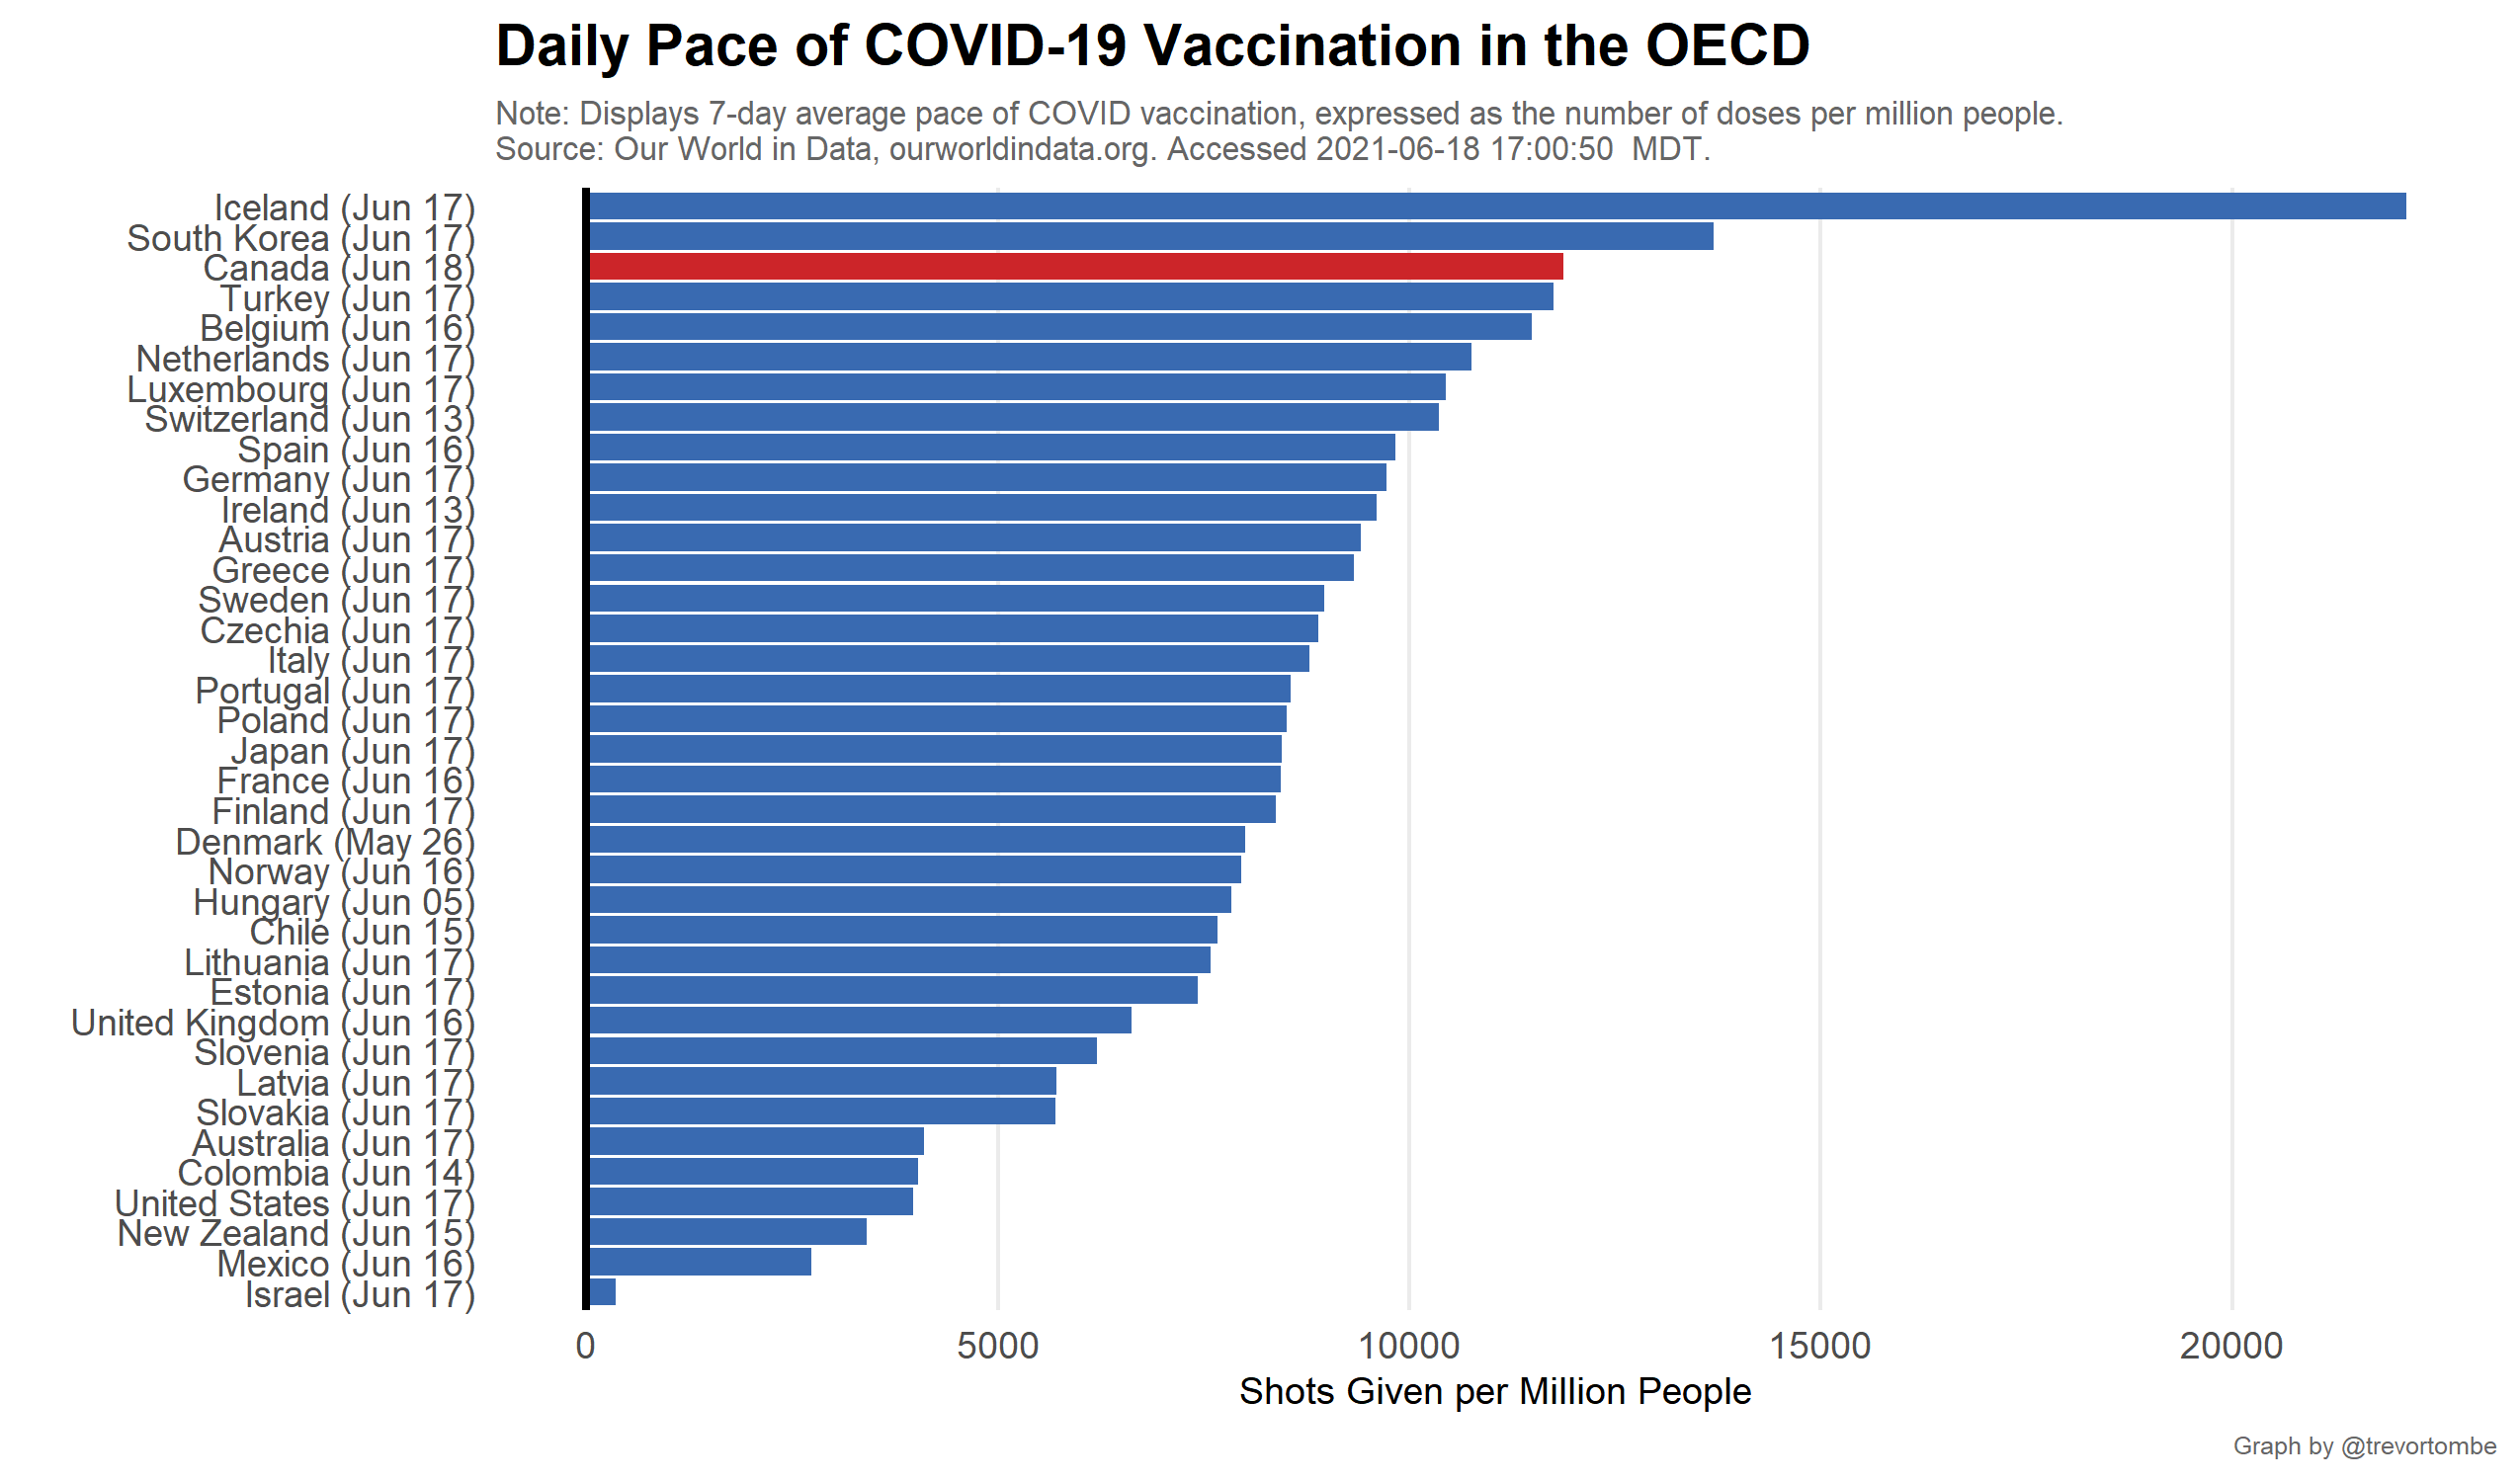 Daily Pace of COVID-19 Vaccination in the OECD
Note: Displays 7-day average pace of COVID vaccination, expressed as the number of doses per million people.
Source: Our World in Data, ourworldindata.org. Accessed 2021-06-18 17:00:50  MDT.
Iceland (Jun 17)
South Korea (Jun 17)
Canada (Jun 18)
Turkey (Jun 17)
Belgium (Jun 16)
Netherlands (Jun 17)
Luxembourg (Jun 17)
Switzerland (Jun 13)
Spain (Jun 16)
Germany (Jun 17)
Ireland (Jun 13)
Austria (Jun 17)
Greece (Jun 17)
Sweden (Jun 17)
Czechia (Jun 17)
Italy (Jun 17)
Portugal (Jun 17)
Poland (Jun 17)
Japan (Jun 17)
France (Jun 16)
Finland (Jun 17)
Denmark (May 26)
Norway (Jun 16)
Hungary (Jun 05)
Chile (Jun 15)
Lithuania (Jun 17)
Estonia (Jun 17)
United Kingdom (Jun 16)
Slovenia (Jun 17)
Latvia (Jun 17)
Slovakia (Jun 17)
Australia (Jun 17)
Colombia (Jun 14)
United States (Jun 17)
New Zealand (Jun 15)
Mexico (Jun 16)
Israel (Jun 17)
0 5000 10000 15000 20000
Shots Given per Million People
Graph by @trevortombe